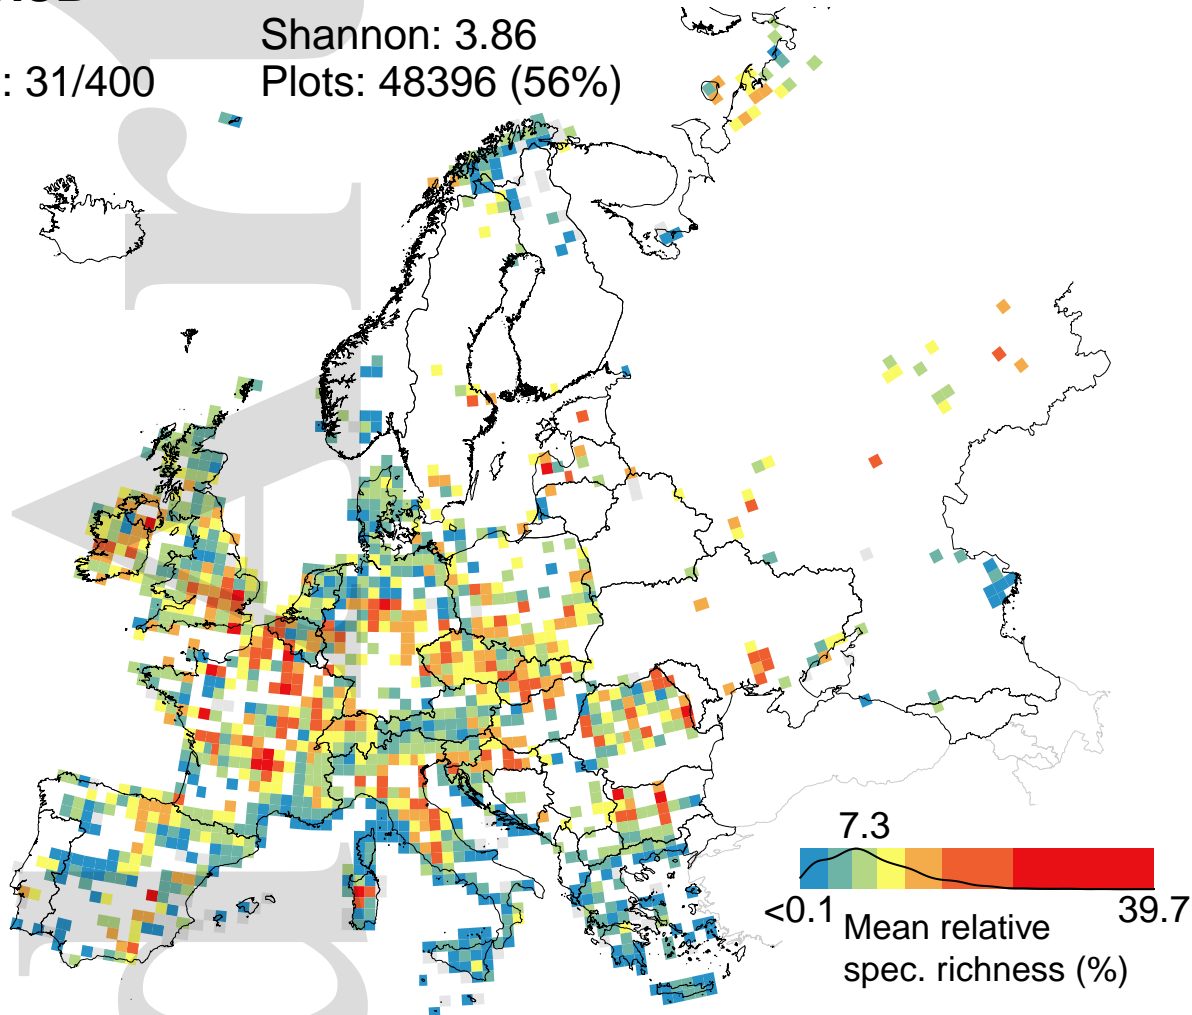 Shannon: 3.86
: 31/400
Plots: 48396 (56%)
7.3
<0.1
39.7
Mean relative
spec. richness (%)